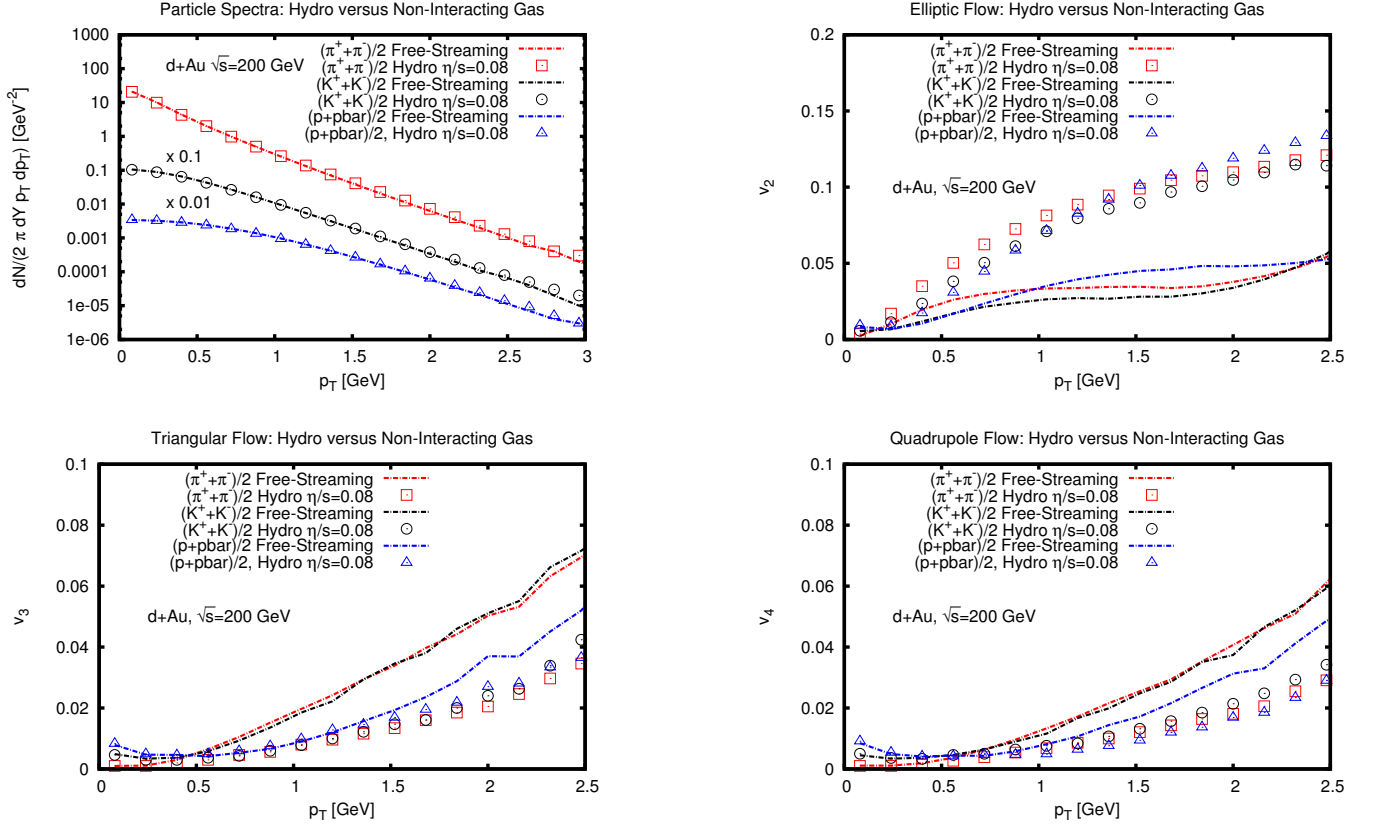 Particle Spectra: Hydro versus Non-Interacting Gas
dN/(2 π dY p_T dp_T) [GeV^-2]
1000
100
10
1
0.1
0.01
0.001
0.0001
1e-05
1e-06
d+Au √s=200 GeV
(π^++π^-)/2 Free-Streaming
(π^++π^-)/2 Hydro η/s=0.08
(K^++K^-)/2 Free-Streaming
(K^++K^-)/2 Hydro η/s=0.08
(p+pbar)/2 Free-Streaming
(p+pbar)/2, Hydro η/s=0.08
x 0.1
x 0.01
0 0.5 1 1.5 2 2.5 3
p_T [GeV]
Elliptic Flow: Hydro versus Non-Interacting Gas
v_2
0.2
0.15
0.1
0.05
0
(π^++π^-)/2 Free-Streaming
(π^++π^-)/2 Hydro η/s=0.08
(K^++K^-)/2 Free-Streaming
(K^++K^-)/2 Hydro η/s=0.08
(p+pbar)/2 Free-Streaming
(p+pbar)/2, Hydro η/s=0.08
d+Au, √s=200 GeV
0 0.5 1 1.5 2 2.5
p_T [GeV]
Triangular Flow: Hydro versus Non-Interacting Gas
v_3
0.1
0.08
0.06
0.04
0.02
0
(π^++π^-)/2 Free-Streaming
(π^++π^-)/2 Hydro η/s=0.08
(K^++K^-)/2 Free-Streaming
(K^++K^-)/2 Hydro η/s=0.08
(p+pbar)/2 Free-Streaming
(p+pbar)/2, Hydro η/s=0.08
d+Au, √s=200 GeV
0 0.5 1 1.5 2 2.5
p_T [GeV]
Quadrupole Flow: Hydro versus Non-Interacting Gas
v_4
0.1
0.08
0.06
0.04
0.02
0
(π^++π^-)/2 Free-Streaming
(π^++π^-)/2 Hydro η/s=0.08
(K^++K^-)/2 Free-Streaming
(K^++K^-)/2 Hydro η/s=0.08
(p+pbar)/2 Free-Streaming
(p+pbar)/2, Hydro η/s=0.08
d+Au, √s=200 GeV
0 0.5 1 1.5 2 2.5
p_T [GeV]